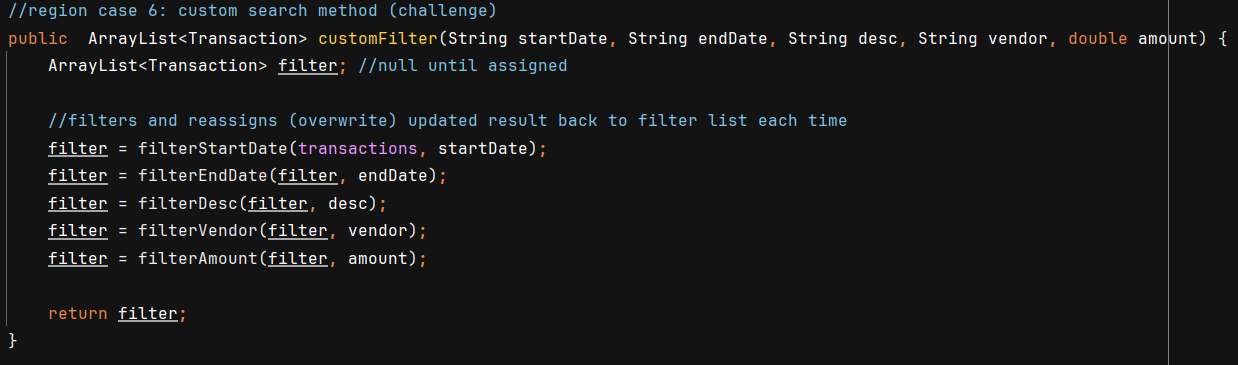 //region case 6: custom search method (challenge)
public  ArrayList<Transaction> customFilter(String startDate, String endDate, String desc, String vendor, double amount) {
    ArrayList<Transaction> filter; //null until assigned

    //filters and reassigns (overwrite) updated result back to filter list each time
    filter = filterStartDate(transactions, startDate);
    filter = filterEndDate(filter, endDate);
    filter = filterDesc(filter, desc);
    filter = filterVendor(filter, vendor);
    filter = filterAmount(filter, amount);

    return filter;
}